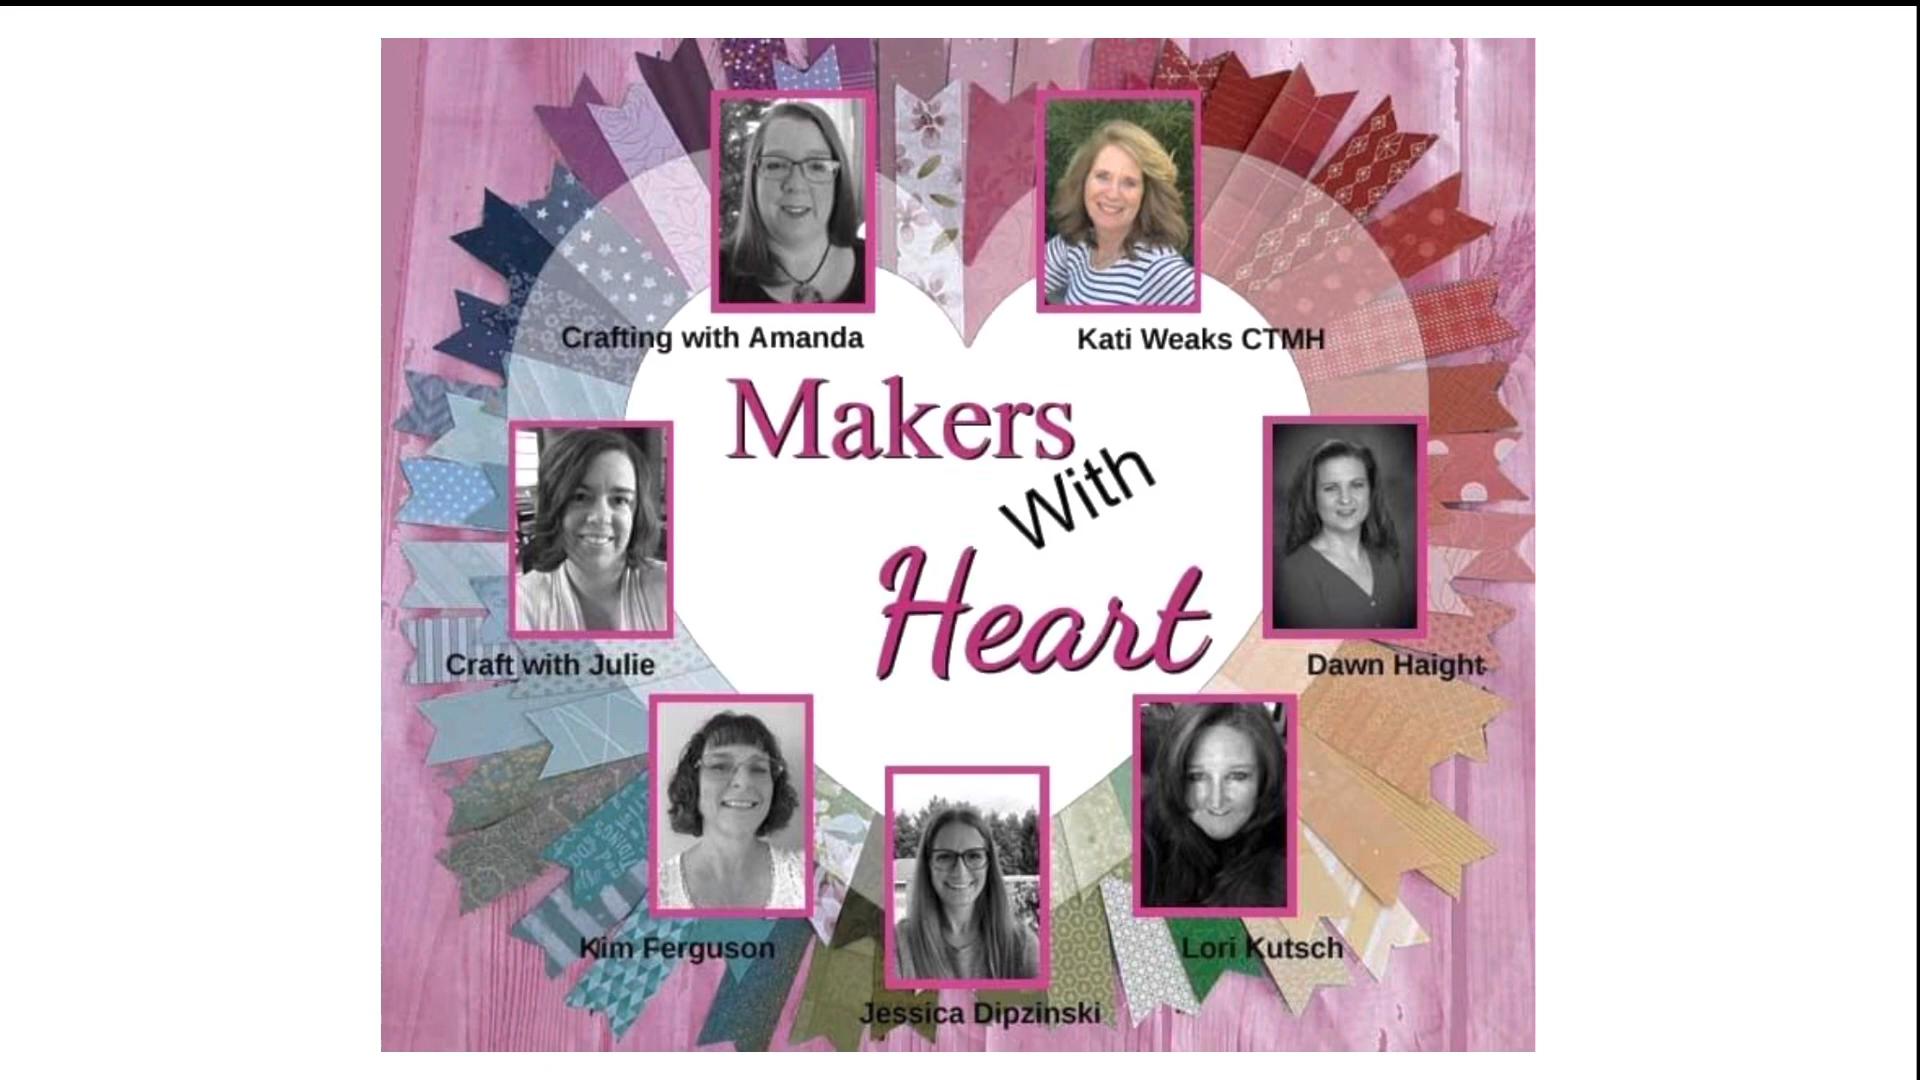 Crafting with Amanda
Kati Weaks CTMH
Makers
With
Heart
Craft with Julie
Dawn Haight
Kim Ferguson
Lori Kutsch
Jessica Dipzinski